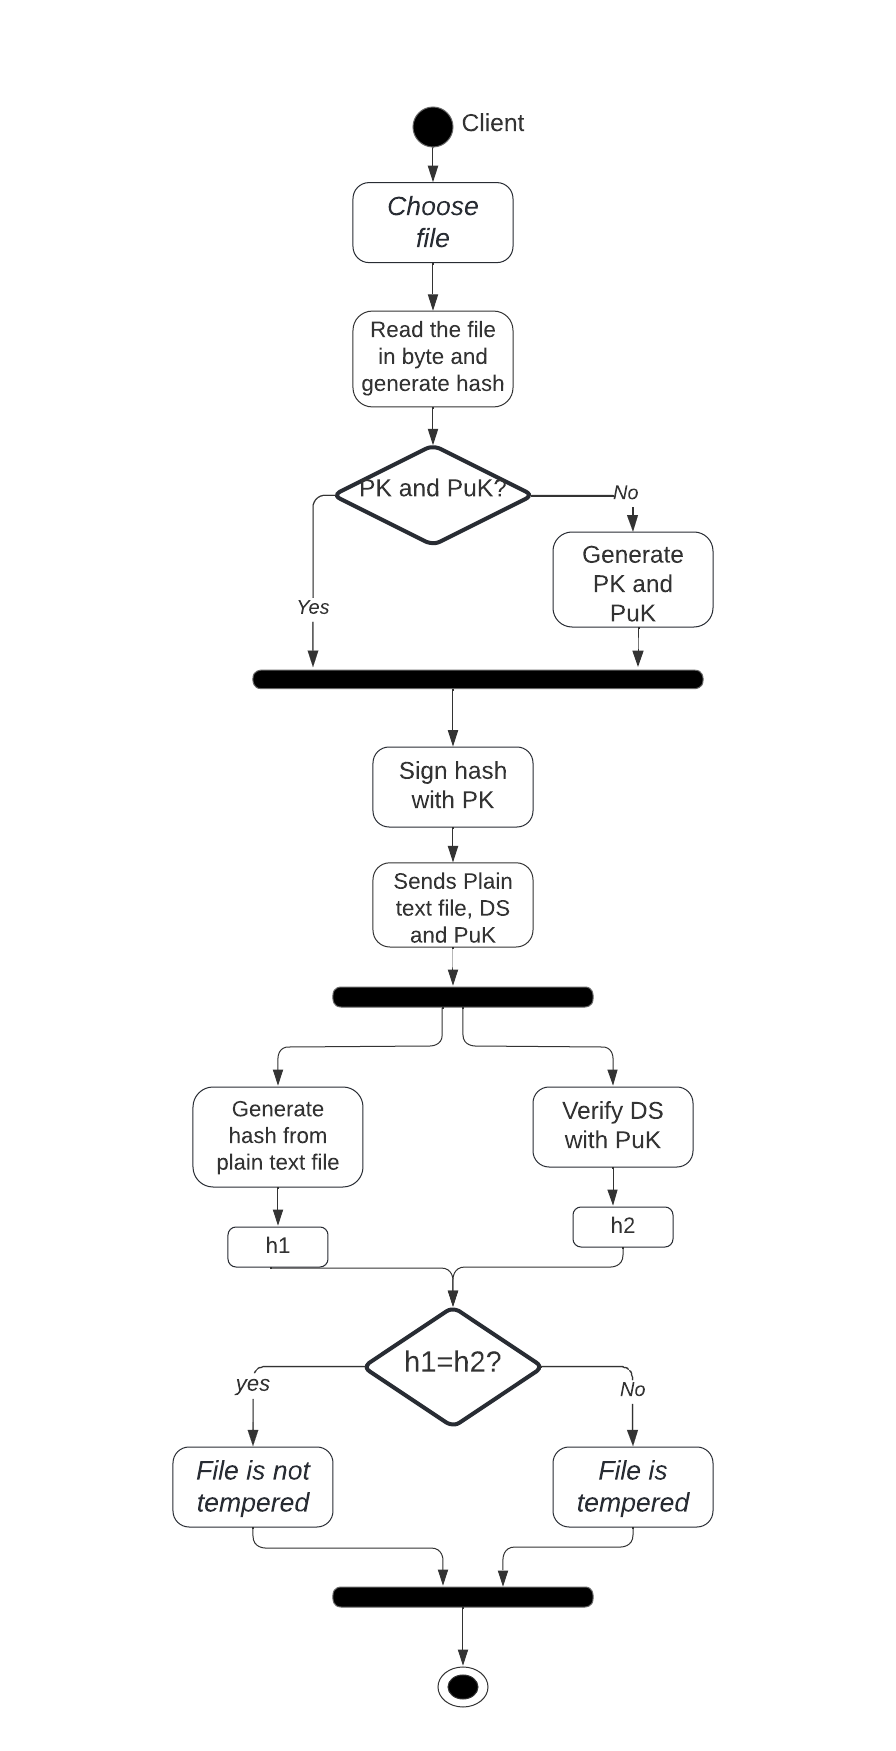 Client
Choose
file
Read the file
in byte and
generate hash
PK and PuK?
No
Generate
PK and
PuK
Yes
Sign hash
with PK
Sends Plain
text file, DS
and PuK
Generate
hash from
plain text file
Verify DS
with PuK
h1
h2
h1=h2?
yes
No
File is not
tempered
File is
tempered